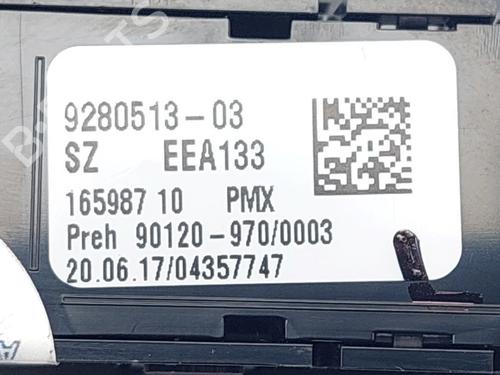 9280513-03
SZ EEA133
165987 10 PMX
Preh 90120-970/0003
20.06.17/04357747